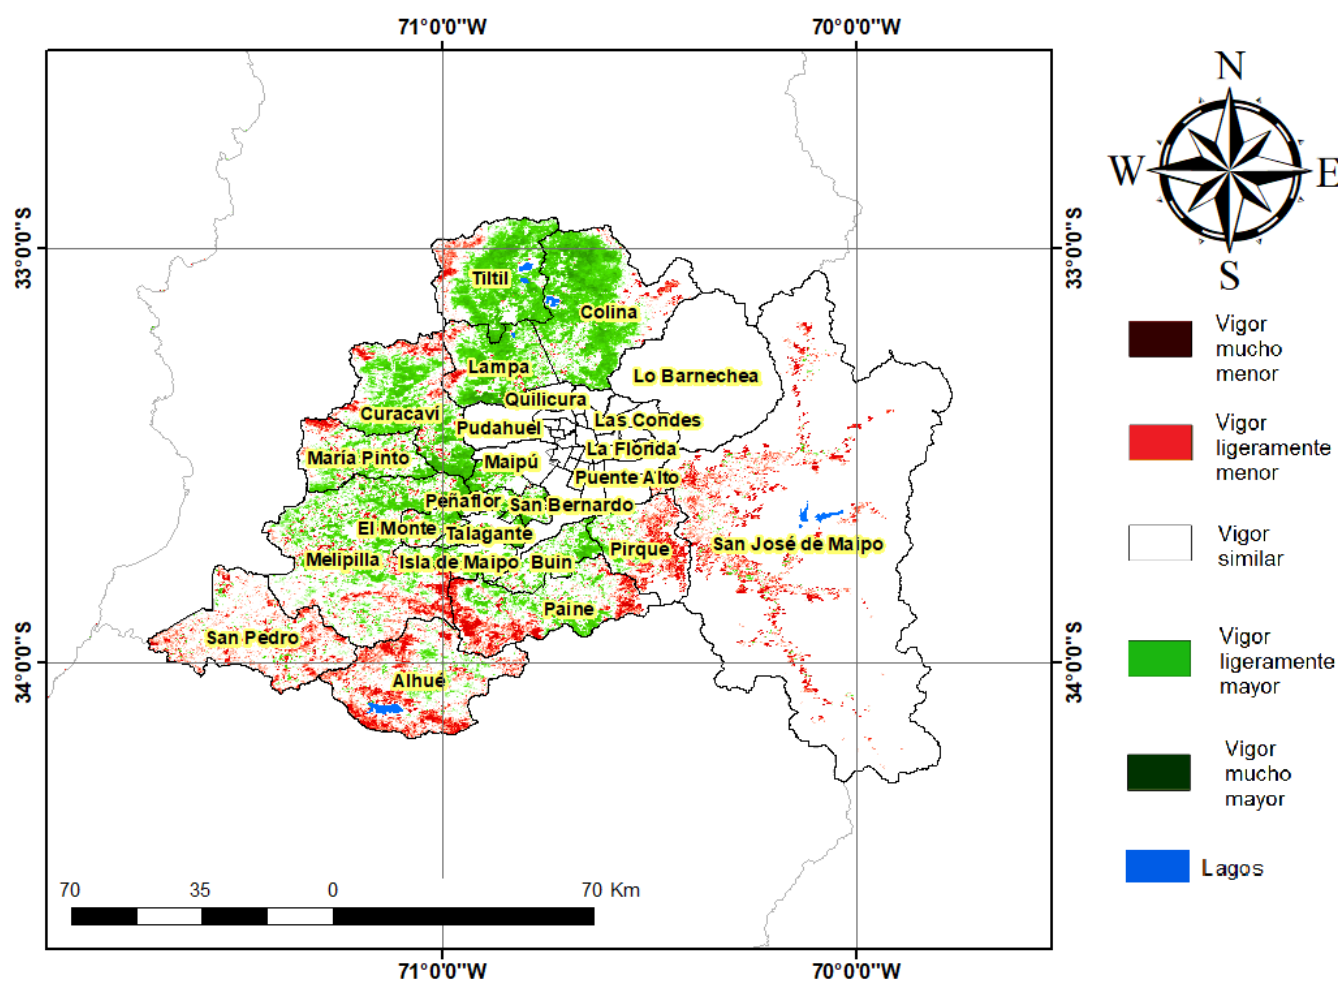 71°0'0"W
70°0'0"W
N
W
E
S
33°0'0"S
33°0'0"S
Tiltil
Colina
Lampa
Lo Barnechea
Quilicura
Curacaví
Las Condes
Pudahuel
La Florida
María Pinto
Maipú
Puente Alto
Peñaflor
San Bernardo
El Monte
Talagante
Pirque
San José de Maipo
Melipilla
Isla de Maipo
Buin
Paine
San Pedro
Alhué
34°0'0"S
34°0'0"S
Vigor
mucho
menor
Vigor
ligeramente
menor
Vigor
similar
Vigor
ligeramente
mayor
Vigor
mucho
mayor
Lagos
70
35
0
70 Km
71°0'0"W
70°0'0"W